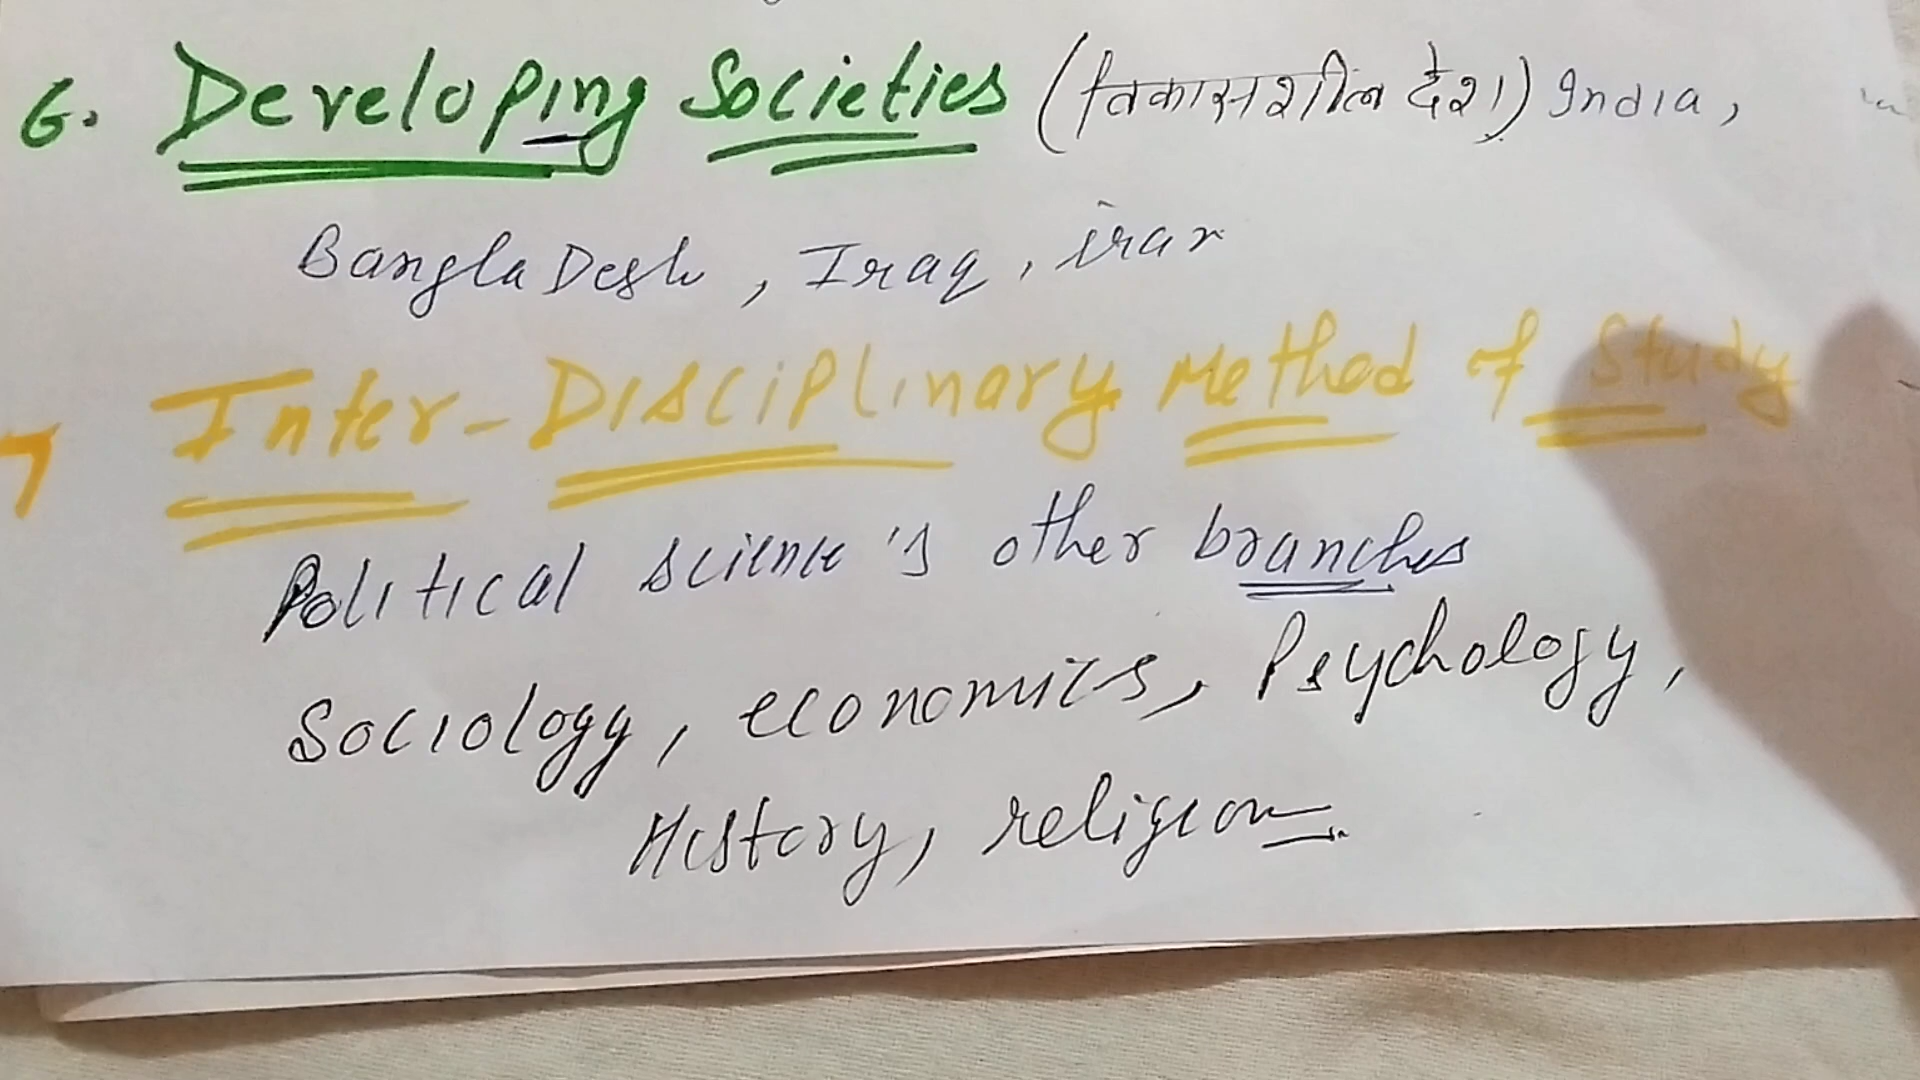 6. Developing Societies (विकासशील देश) India,
BanglaDesh, Iraq, iran
7 Inter-Disciplinary Method of Study
Political science's other branches
Sociology, economics, Psychology,
History, religion.